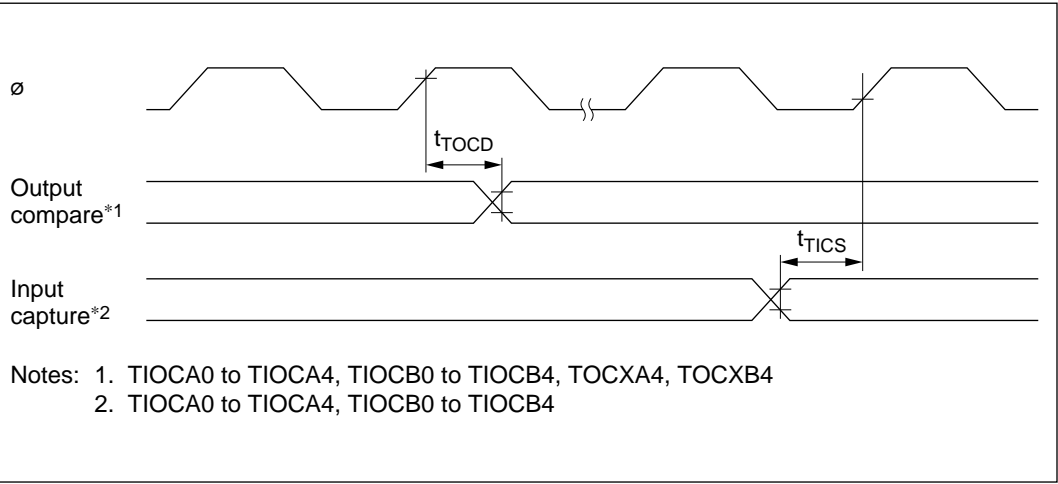 ø
tTOCD
Output
compare*1
tTICS
Input
capture*2
Notes: 1. TIOCA0 to TIOCA4, TIOCB0 to TIOCB4, TOCXA4, TOCXB4
2. TIOCA0 to TIOCA4, TIOCB0 to TIOCB4